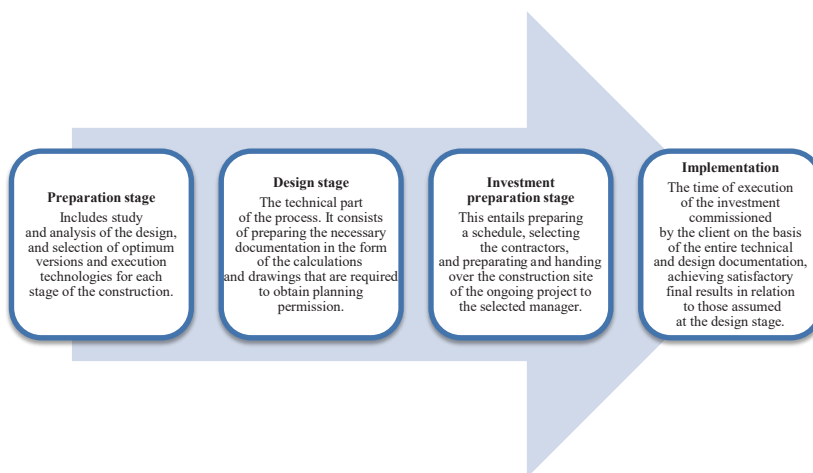 Preparation stage
Includes study
and analysis of the design,
and selection of optimum
versions and execution
technologies for each
stage of the construction.
Design stage
The technical part
of the process. It consists
of preparing the necessary
documentation in the form
of the calculations
and drawings that are required
to obtain planning
permission.
Investment
preparation stage
This entails preparing
a schedule, selecting
the contractors,
and preparing and handing
over the construction site
of the ongoing project to
the selected manager.
Implementation
The time of execution
of the investment
commissioned
by the client on the basis
of the entire technical
and design documentation,
achieving satisfactory
final results in relation
to those assumed
at the design stage.